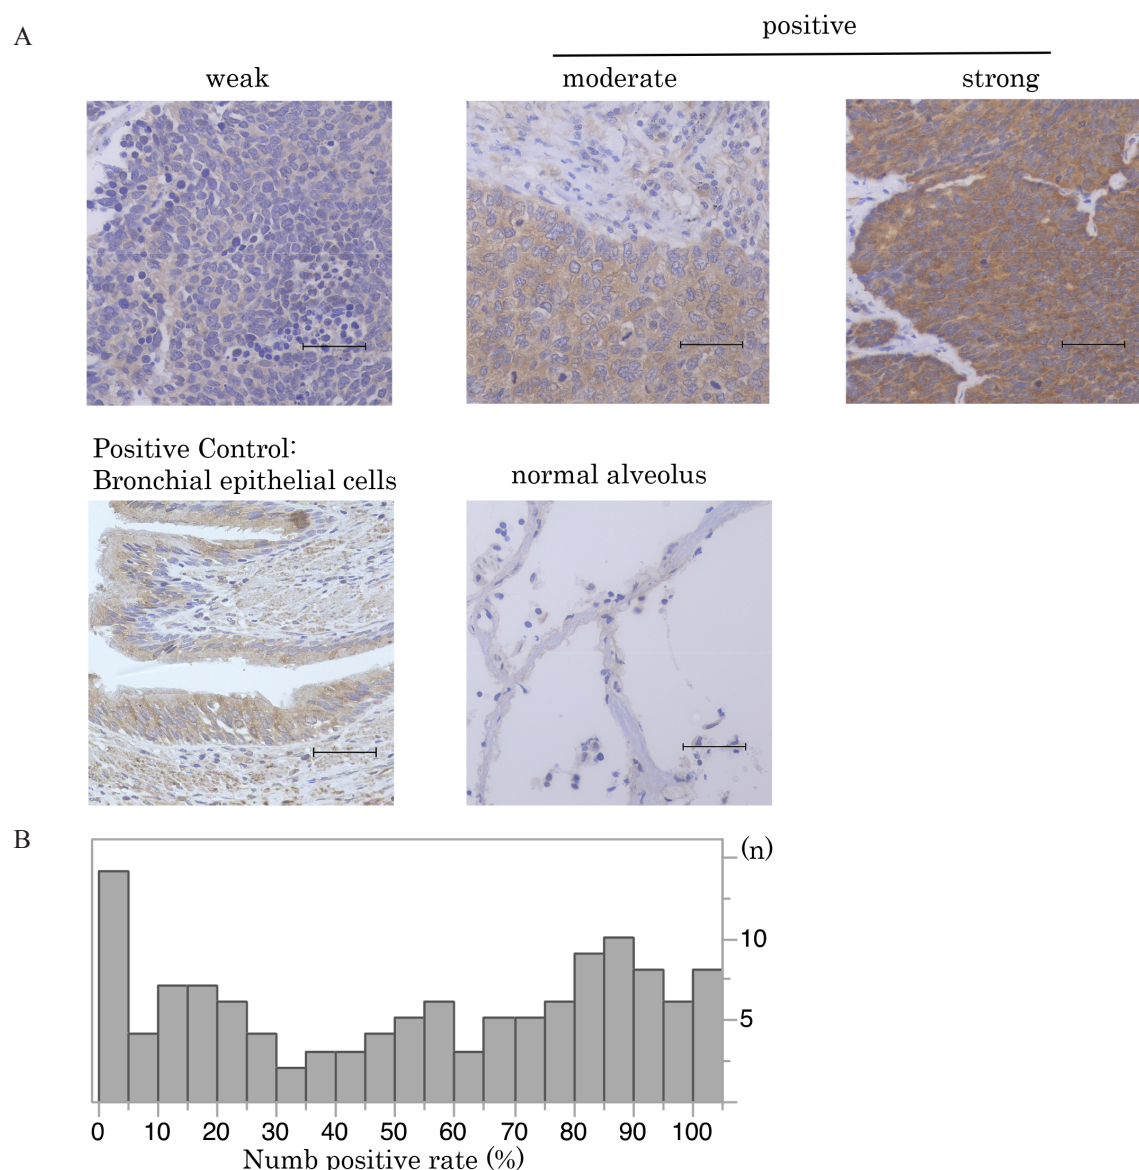 A
positive
weak
moderate
strong
Positive Control:
Bronchial epithelial cells
normal alveolus
B
(n)
10
5
0 10 20 30 40 50 60 70 80 90 100
Numb positive rate (%)